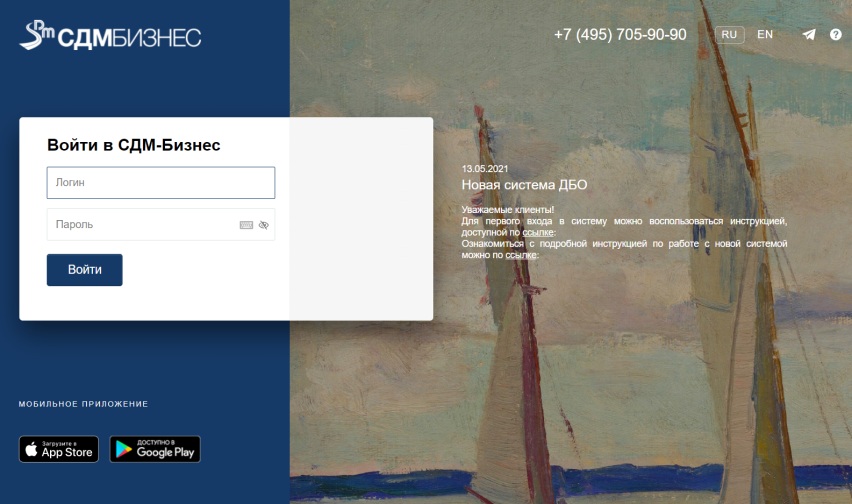 СДМБИЗНЕС
+7 (495) 705-90-90
RU
EN
Войти в СДМ-Бизнес
Логин
Пароль
Войти
13.05.2021
Новая система ДБО
Уважаемые клиенты!
Для первого входа в систему можно воспользоваться инструкцией,
доступной по ссылке:
Ознакомиться с подробной инструкцией по работе с новой системой
можно по ссылке:
МОБИЛЬНОЕ ПРИЛОЖЕНИЕ
Загрузите в
App Store
ДОСТУПНО В
Google Play